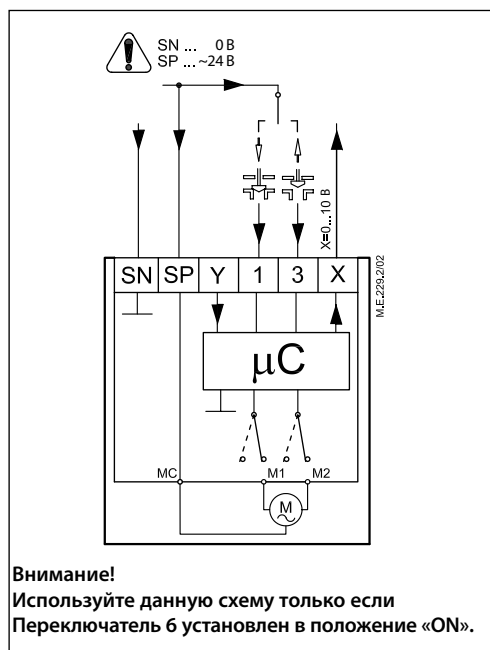 SN ... 0 В
SP ... ~24 В
X=0...10 В
SN SP Y 1 3 X
M.E.229.2/02
µC
MC M1 M2
M
Внимание!
Используйте данную схему только если
Переключатель 6 установлен в положение «ON».